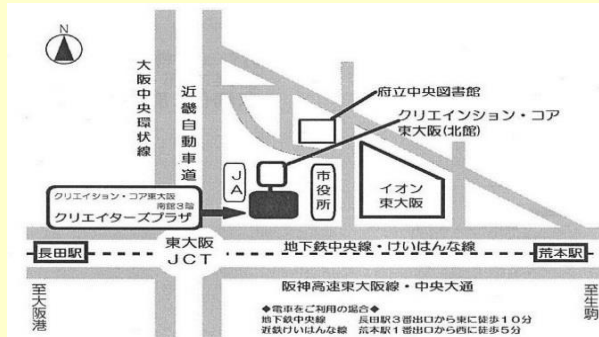 N
大阪中央環状線
近畿自動車道
府立中央図書館
クリエインション・コア
東大阪(北館)
JA
市役所
イオン
東大阪
クリエイション・コア東大阪
南館3階
クリエイターズプラザ
長田駅
東大阪
JCT
地下鉄中央線・けいはんな線
荒本駅
至大阪港
阪神高速東大阪線・中央大通
至生駒
◆電車をご利用の場合◆
地下鉄中央線 長田駅3番出口から東に徒歩10分
近鉄けいはんな線 荒本駅1番出口から西に徒歩5分